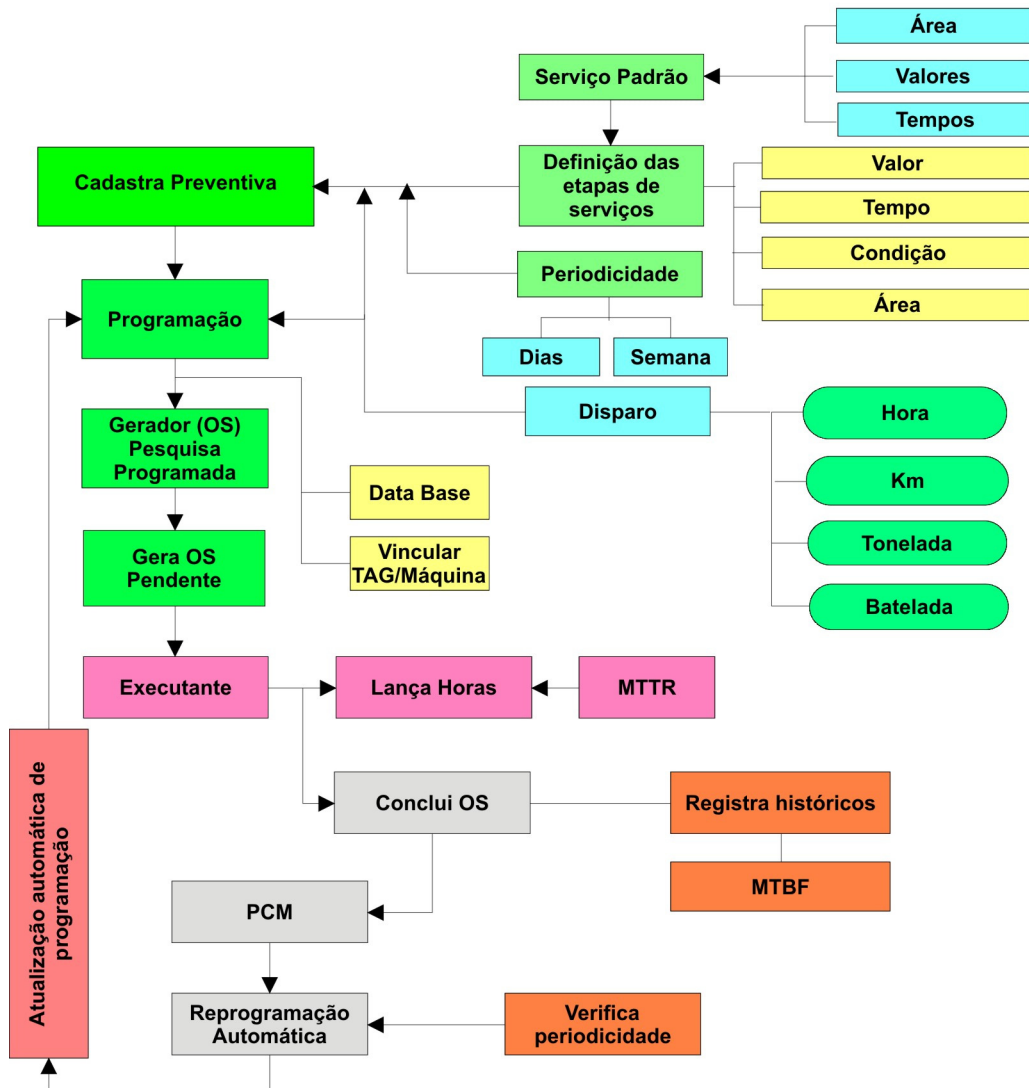 Área
Serviço Padrão
Valores
Tempos
Cadastra Preventiva
Definição das
etapas de
serviços
Valor
Tempo
Condição
Área
Periodicidade
Programação
Dias
Semana
Disparo
Hora
Km
Tonelada
Batelada
Gerador (OS)
Pesquisa
Programada
Data Base
Vincular
TAG/Máquina
Gera OS
Pendente
Executante
Lança Horas
MTTR
Conclui OS
Registra históricos
MTBF
PCM
Reprogramação
Automática
Verifica
periodicidade
Atualização automática de
programação